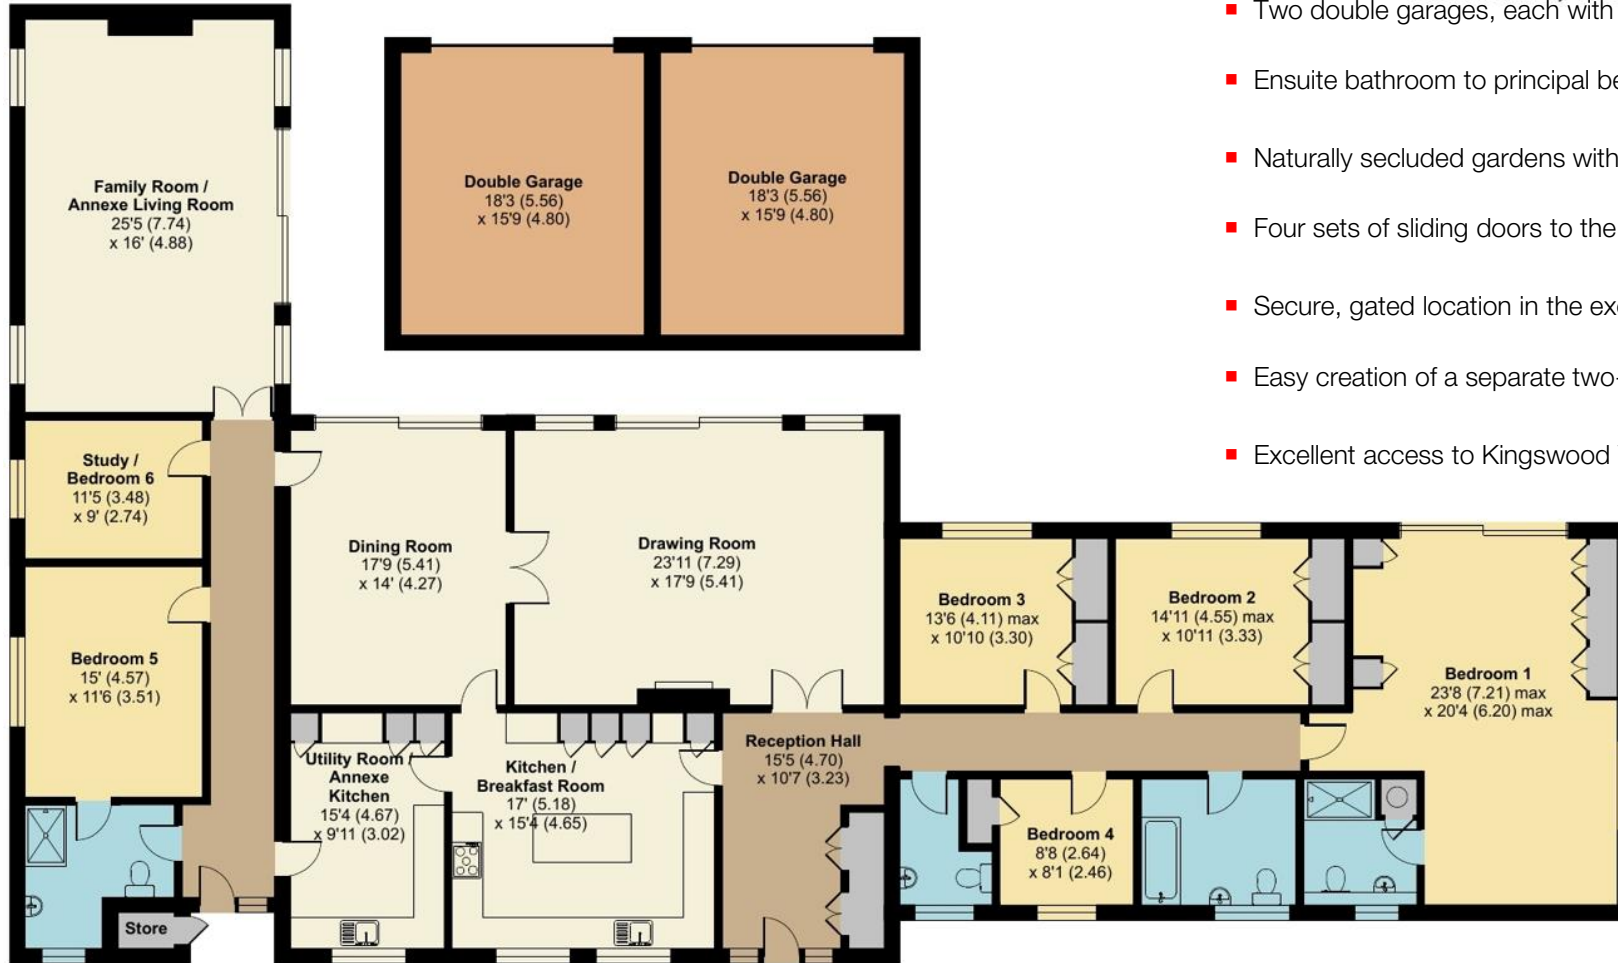 Family Room /
Annexe Living Room
25'5 (7.74)
x 16' (4.88)
Double Garage
18'3 (5.56)
x 15'9 (4.80)
Double Garage
18'3 (5.56)
x 15'9 (4.80)
Two double garages, each with
Ensuite bathroom to principal be
Naturally secluded gardens with
Four sets of sliding doors to the
Secure, gated location in the exc
Easy creation of a separate two-
Excellent access to Kingswood
Study /
Bedroom 6
11'5 (3.48)
x 9' (2.74)
Dining Room
17'9 (5.41)
x 14' (4.27)
Drawing Room
23'11 (7.29)
x 17'9 (5.41)
Bedroom 3
13'6 (4.11) max
x 10'10 (3.30)
Bedroom 2
14'11 (4.55) max
x 10'11 (3.33)
Bedroom 1
23'8 (7.21) max
x 20'4 (6.20) max
Bedroom 5
15' (4.57)
x 11'6 (3.51)
Utility Room /
Annexe
Kitchen
15'4 (4.67)
x 9'11 (3.02)
Kitchen /
Breakfast Room
17' (5.18)
x 15'4 (4.65)
Reception Hall
15'5 (4.70)
x 10'7 (3.23)
Bedroom 4
8'8 (2.64)
x 8'1 (2.46)
Store